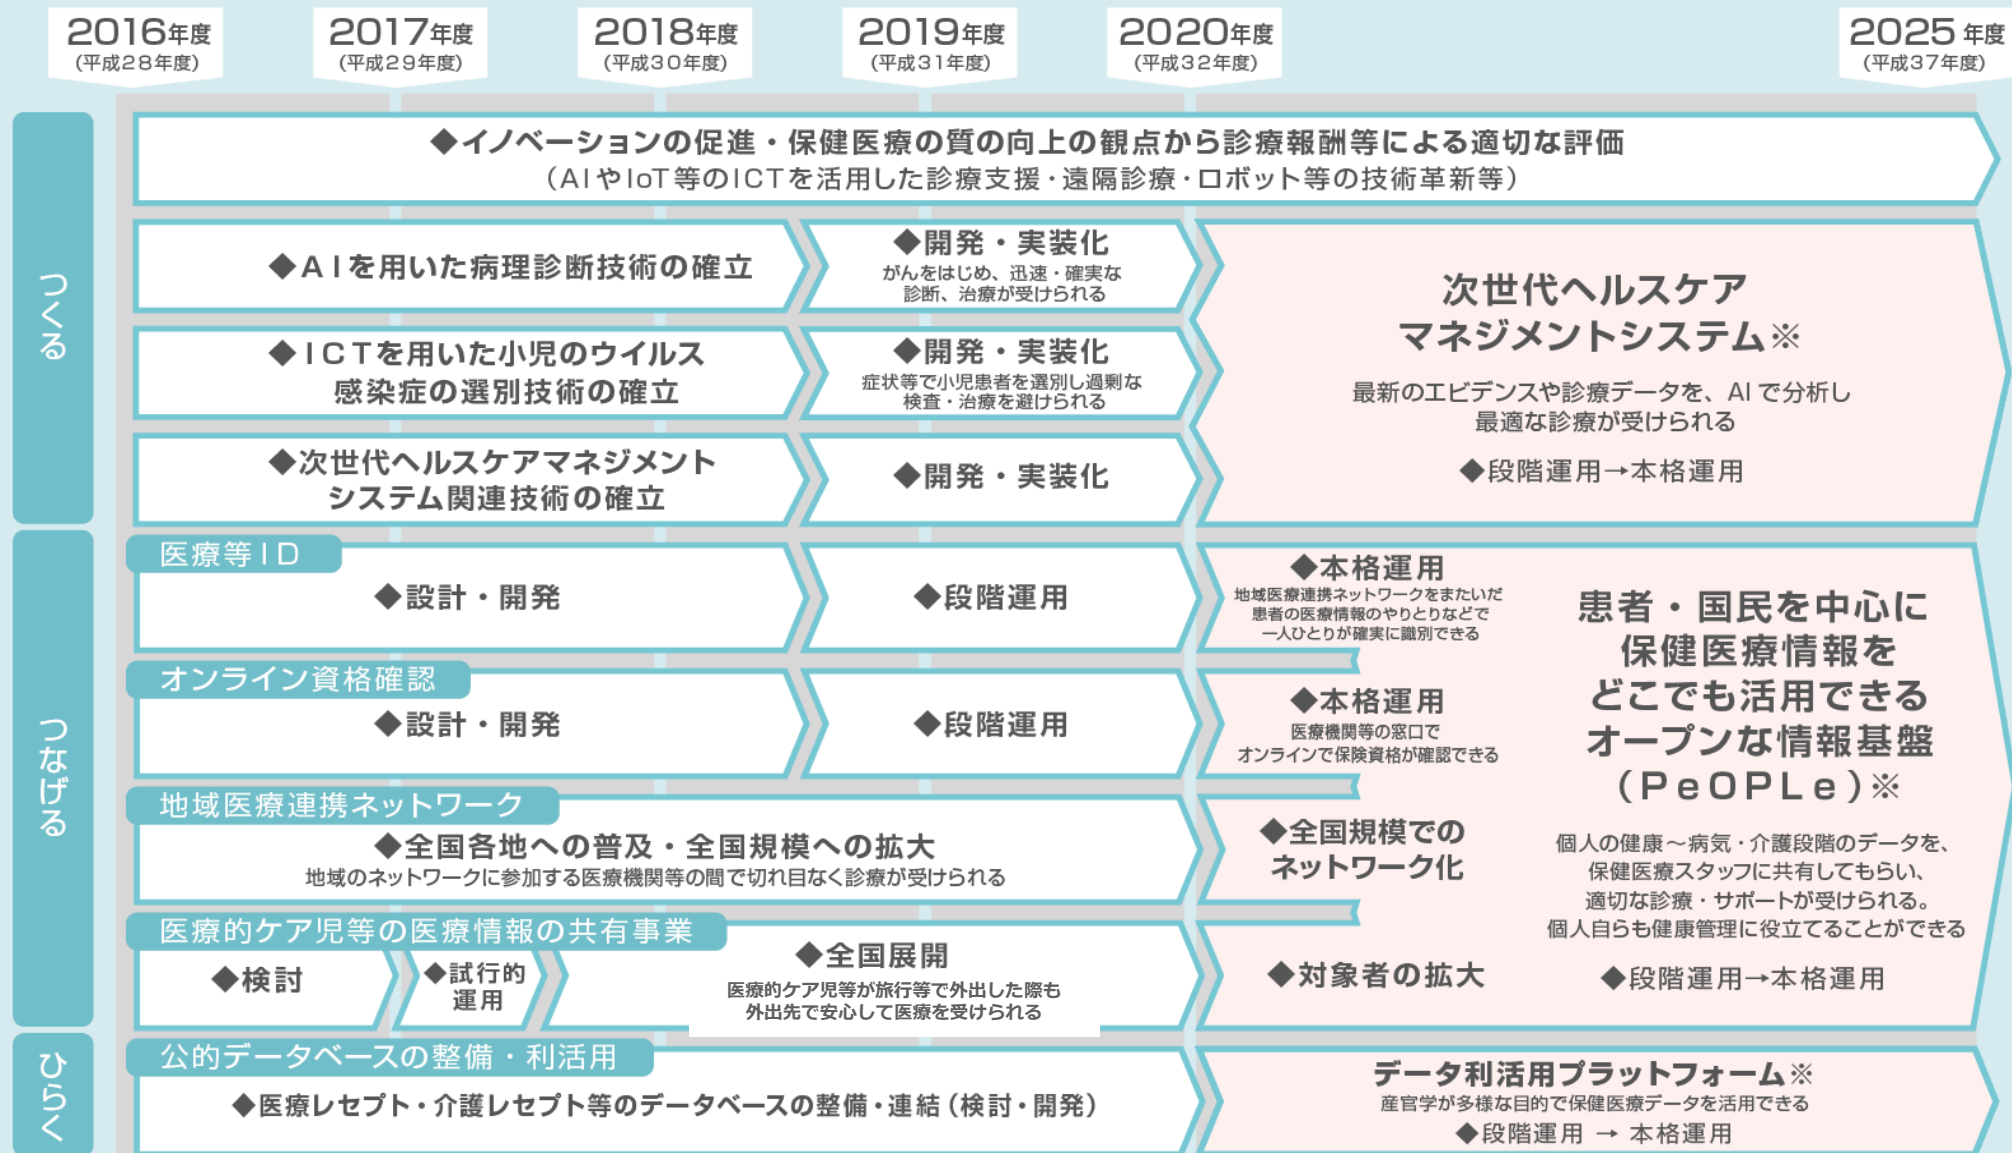 2016年度
(平成28年度)
2017年度
(平成29年度)
2018年度
(平成30年度)
2019年度
(平成31年度)
2020年度
(平成32年度)
2025年度
(平成37年度)
つくる
◆イノベーションの促進・保健医療の質の向上の観点から診療報酬等による適切な評価
(AIやIoT等のICTを活用した診療支援・遠隔診療・ロボット等の技術革新等)
◆AIを用いた病理診断技術の確立
◆開発・実装化
がんをはじめ、迅速・確実な
診断、治療が受けられる
◆ICTを用いた小児のウイルス
感染症の選別技術の確立
◆開発・実装化
症状等で小児患者を選別し過剰な
検査・治療を避けられる
◆次世代ヘルスケアマネジメント
システム関連技術の確立
◆開発・実装化
次世代ヘルスケア
マネジメントシステム※
最新のエビデンスや診療データを、AIで分析し
最適な診療が受けられる
◆段階運用→本格運用
つなげる
医療等ID
◆設計・開発
◆段階運用
◆本格運用
地域医療連携ネットワークをまたいだ
患者の医療情報のやりとりなどで
一人ひとりが確実に識別できる
オンライン資格確認
◆設計・開発
◆段階運用
◆本格運用
医療機関等の窓口で
オンラインで保険資格が確認できる
地域医療連携ネットワーク
◆全国各地への普及・全国規模への拡大
地域のネットワークに参加する医療機関等の間で切れ目なく診療が受けられる
◆全国規模での
ネットワーク化
医療的ケア児等の医療情報の共有事業
◆検討
◆試行的
運用
◆全国展開
医療的ケア児等が旅行等で外出した際も
外出先で安心して医療を受けられる
◆対象者の拡大
患者・国民を中心に
保健医療情報を
どこでも活用できる
オープンな情報基盤
(PeOPLe)※
個人の健康~病気・介護段階のデータを、
保健医療スタッフに共有してもらい、
適切な診療・サポートが受けられる。
個人自らも健康管理に役立てることができる
◆段階運用→本格運用
ひらく
公的データベースの整備・利活用
◆医療レセプト・介護レセプト等のデータベースの整備・連結(検討・開発)
データ利活用プラットフォーム※
産官学が多様な目的で保健医療データを活用できる
◆段階運用 → 本格運用